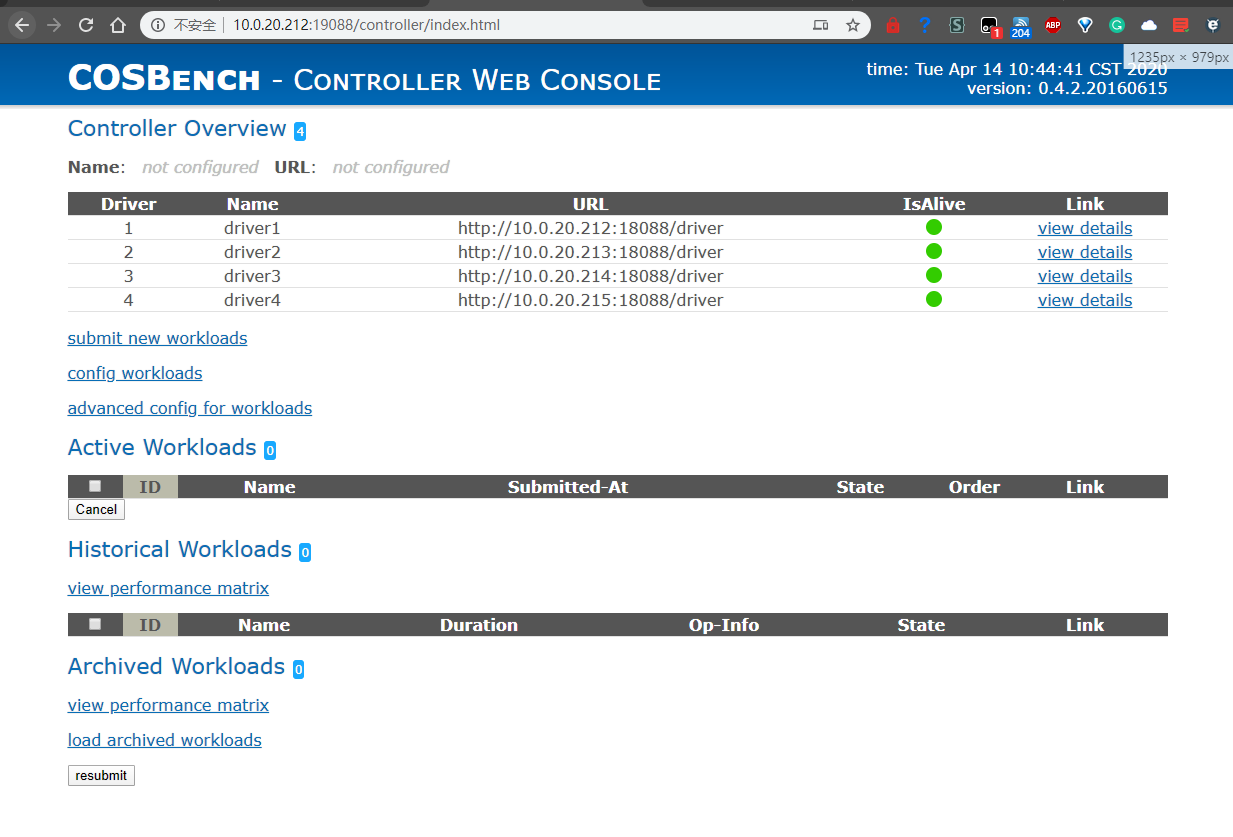 不安全 | 10.0.20.212:19088/controller/index.html
1
204
ABP
1235px × 979px
COSBENCH - CONTROLLER WEB CONSOLE
time: Tue Apr 14 10:44:41 CST 2020
version: 0.4.2.20160615
Controller Overview 4
Name: not configured URL: not configured
Driver Name URL IsAlive Link
1 driver1 http://10.0.20.212:18088/driver view details
2 driver2 http://10.0.20.213:18088/driver view details
3 driver3 http://10.0.20.214:18088/driver view details
4 driver4 http://10.0.20.215:18088/driver view details
submit new workloads
config workloads
advanced config for workloads
Active Workloads 0
ID Name Submitted-At State Order Link
Cancel
Historical Workloads 0
view performance matrix
ID Name Duration Op-Info State Link
Archived Workloads 0
view performance matrix
load archived workloads
resubmit